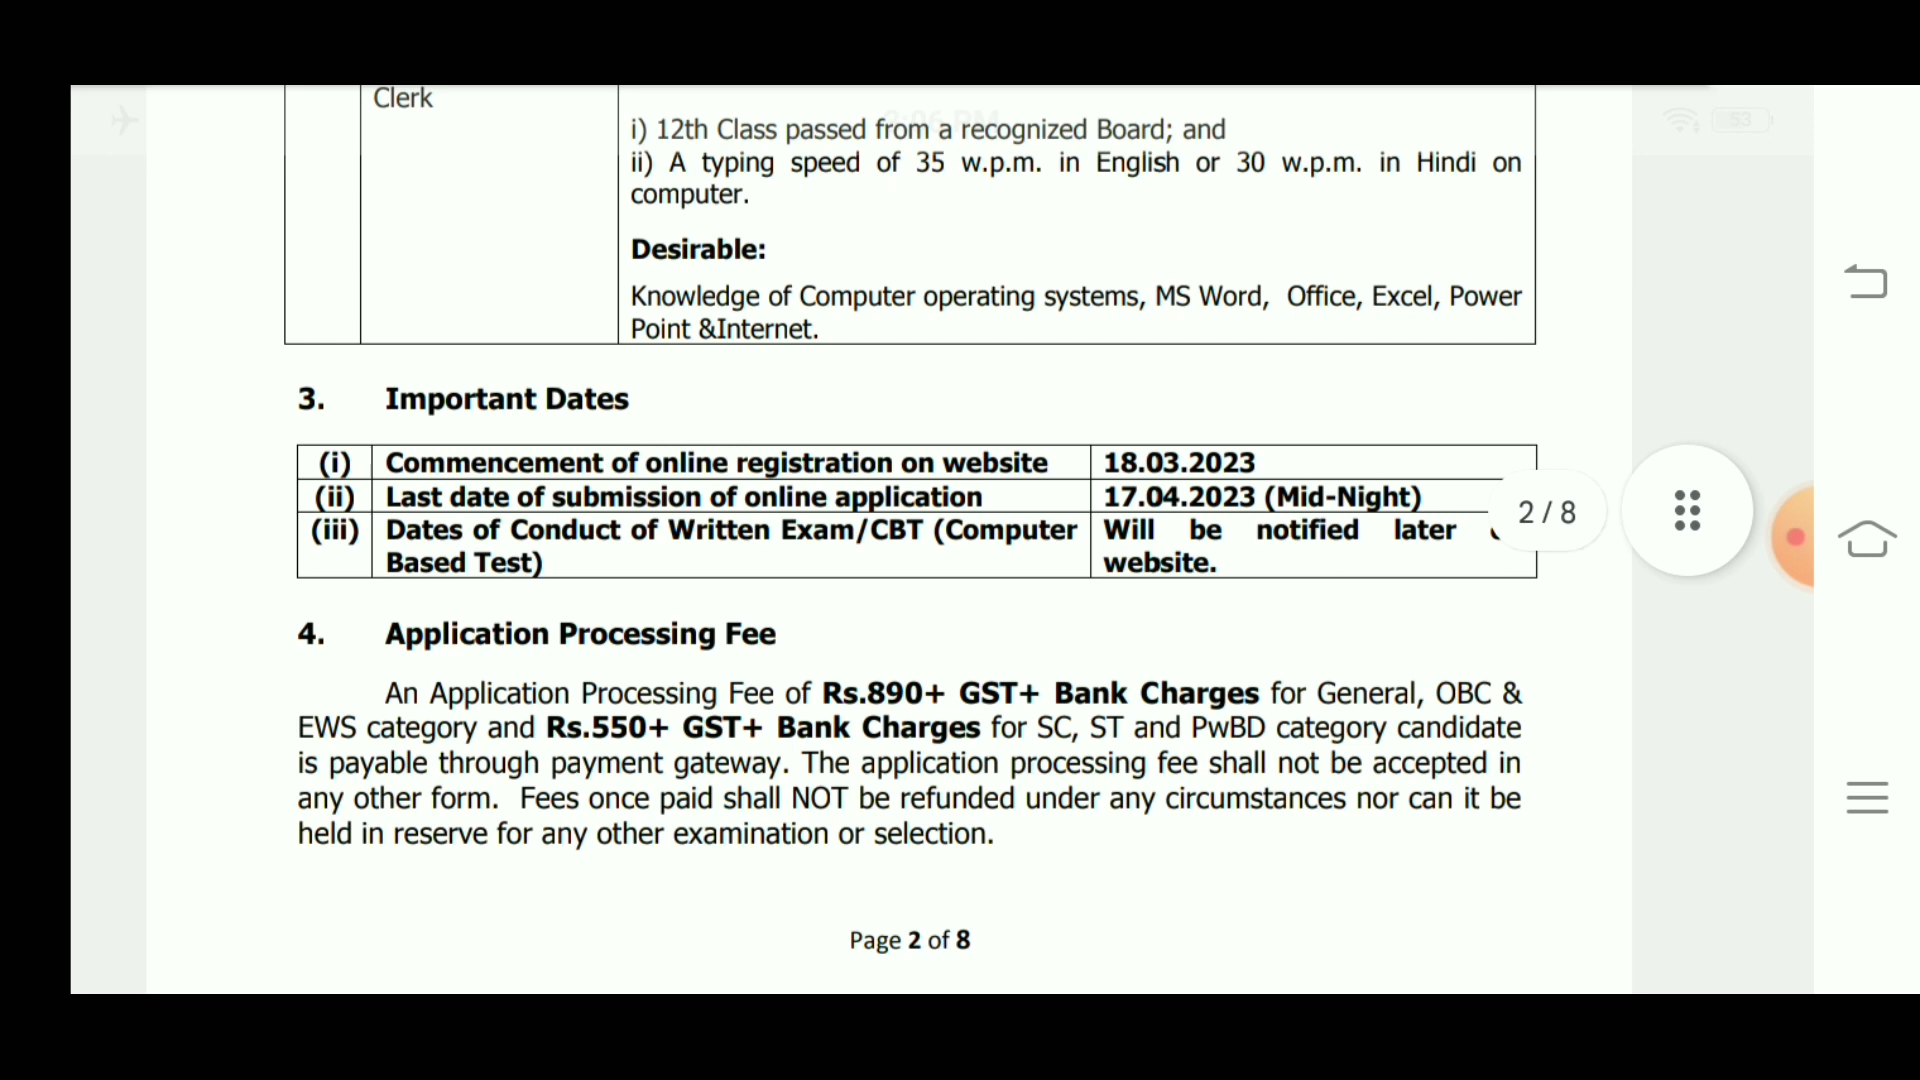 Clerk
i) 12th Class passed from a recognized Board; and
ii) A typing speed of 35 w.p.m. in English or 30 w.p.m. in Hindi on
computer.
Desirable:
Knowledge of Computer operating systems, MS Word, Office, Excel, Power
Point &Internet.
3. Important Dates
(i) Commencement of online registration on website 18.03.2023
(ii) Last date of submission of online application 17.04.2023 (Mid-Night)
(iii) Dates of Conduct of Written Exam/CBT (Computer Will be notified later
Based Test) website.
2/8
4. Application Processing Fee
An Application Processing Fee of Rs.890+ GST+ Bank Charges for General, OBC &
EWS category and Rs.550+ GST+ Bank Charges for SC, ST and PwBD category candidate
is payable through payment gateway. The application processing fee shall not be accepted in
any other form. Fees once paid shall NOT be refunded under any circumstances nor can it be
held in reserve for any other examination or selection.
Page 2 of 8
53